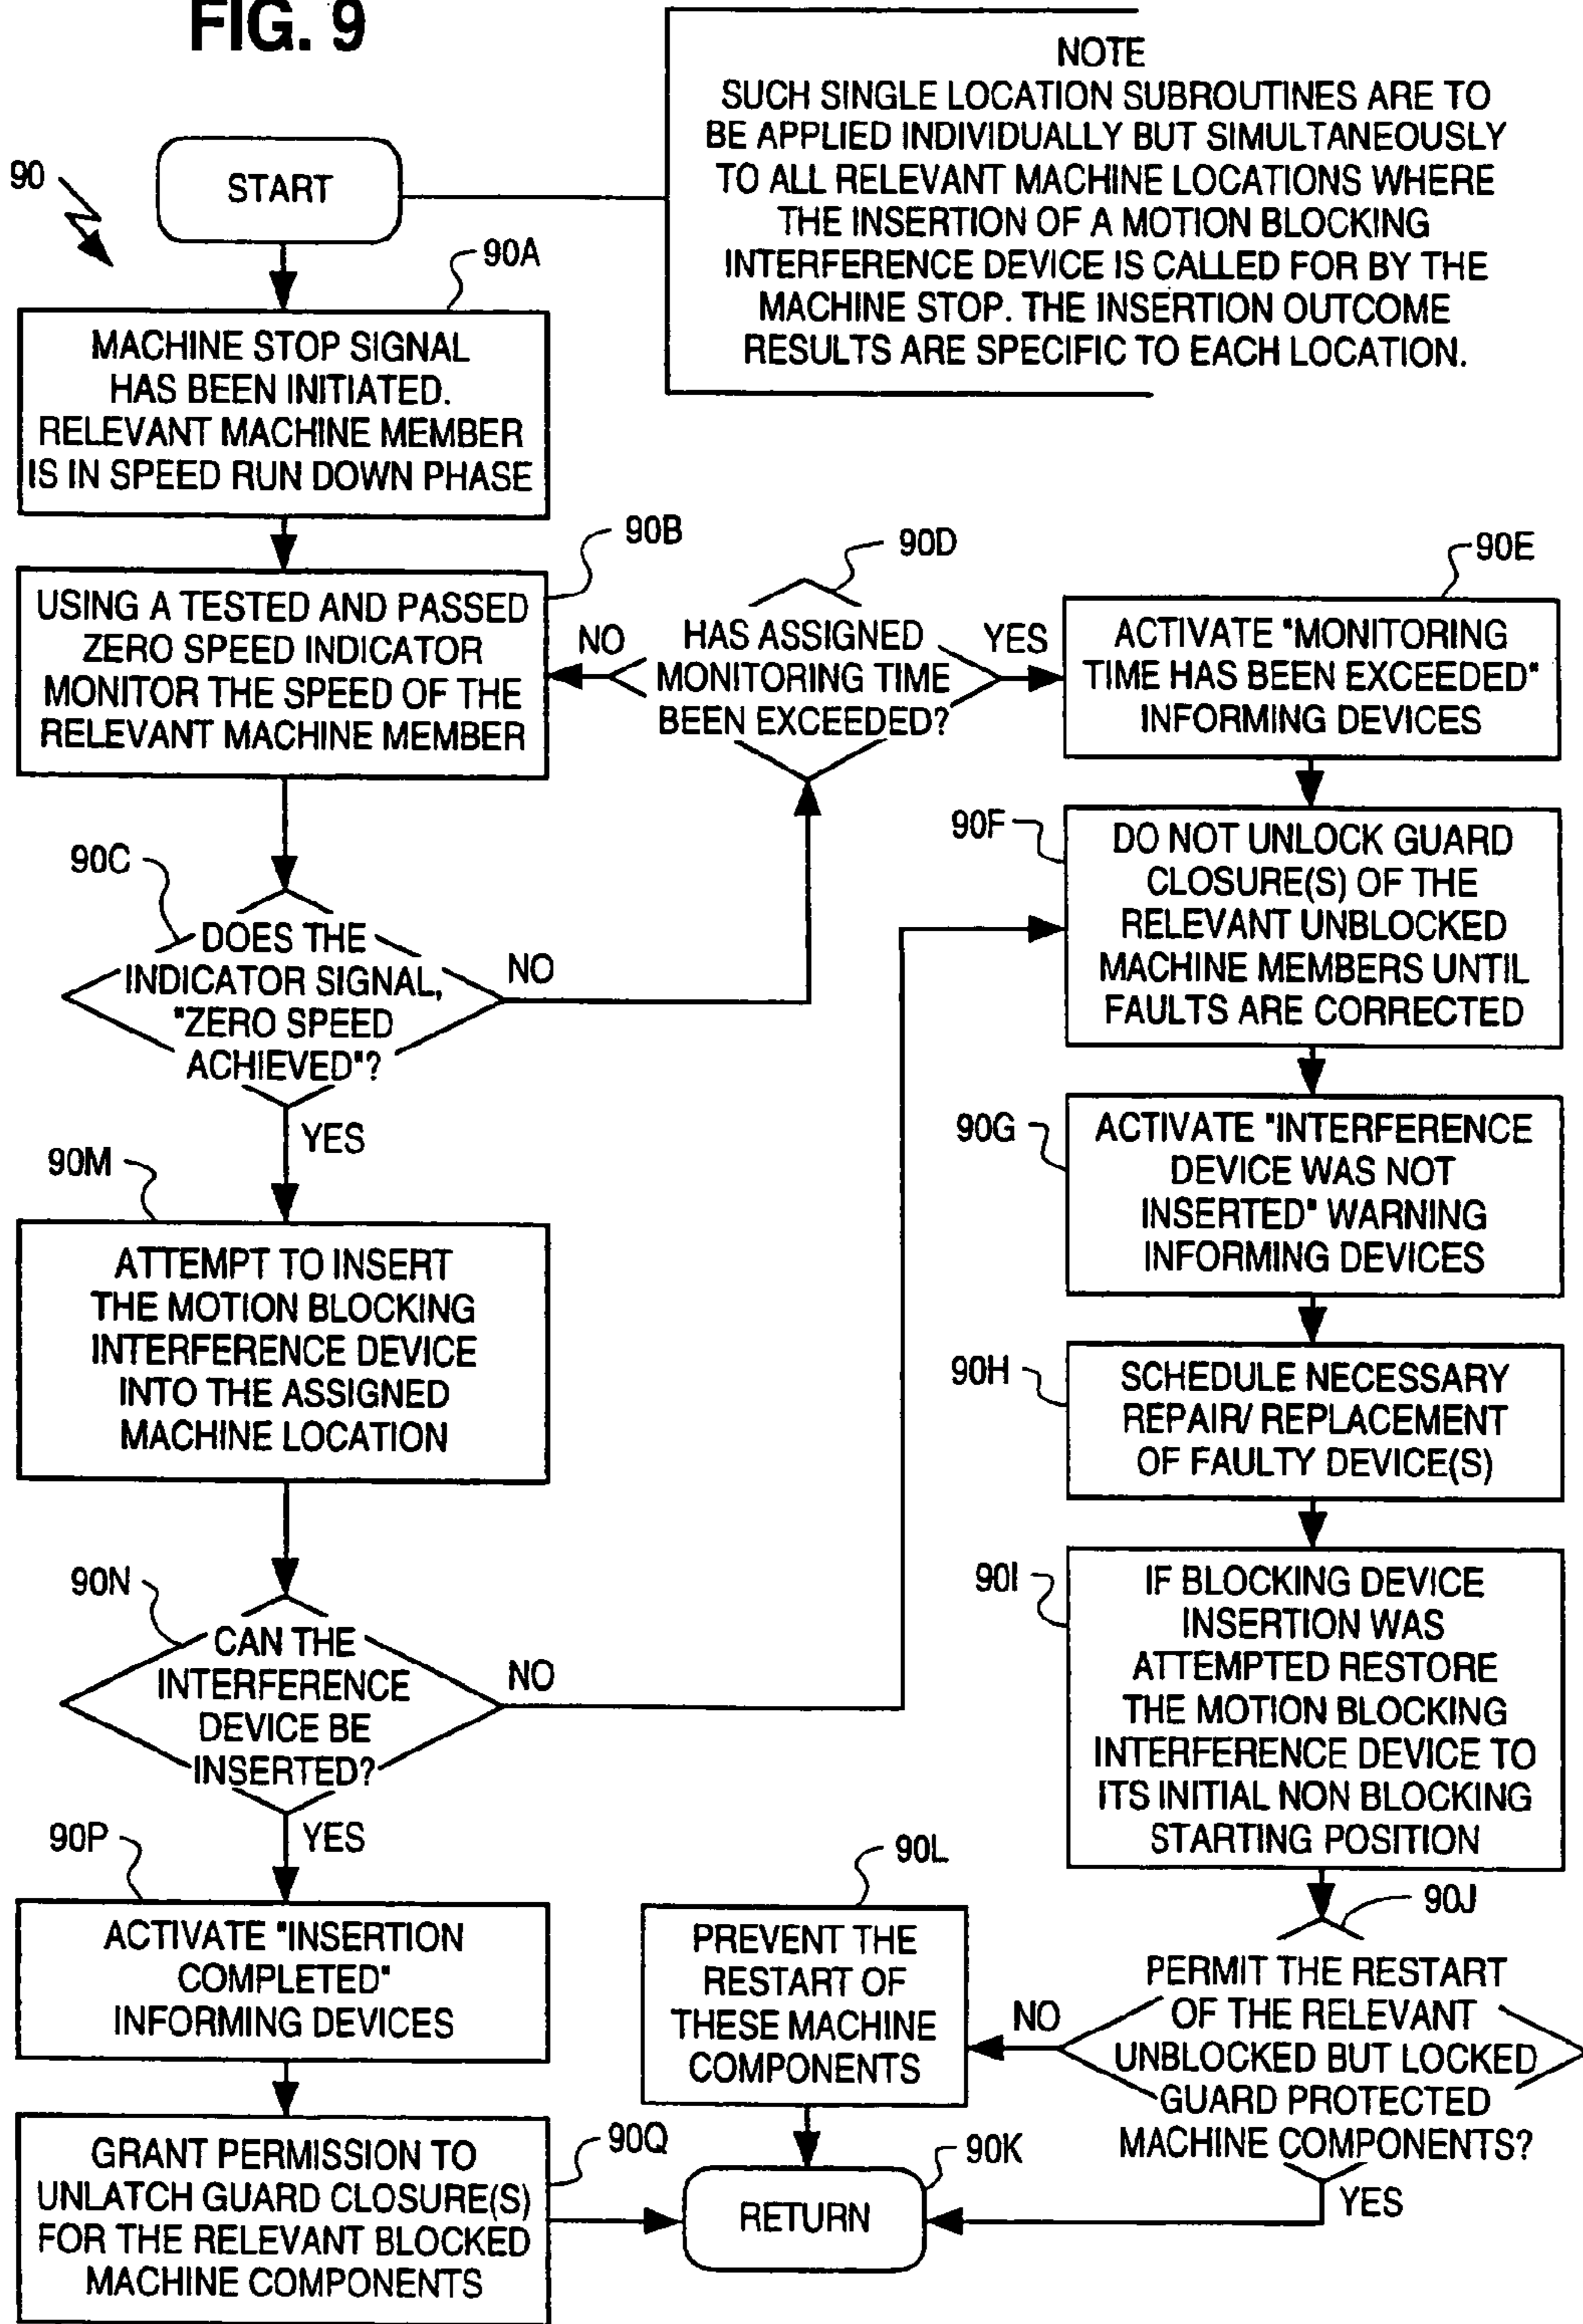 FIG. 9
NOTE
SUCH SINGLE LOCATION SUBROUTINES ARE TO
BE APPLIED INDIVIDUALLY BUT SIMULTANEOUSLY
TO ALL RELEVANT MACHINE LOCATIONS WHERE
THE INSERTION OF A MOTION BLOCKING
INTERFERENCE DEVICE IS CALLED FOR BY THE
MACHINE STOP. THE INSERTION OUTCOME
RESULTS ARE SPECIFIC TO EACH LOCATION.
90
START
90A
MACHINE STOP SIGNAL
HAS BEEN INITIATED.
RELEVANT MACHINE MEMBER
IS IN SPEED RUN DOWN PHASE
90B
USING A TESTED AND PASSED
ZERO SPEED INDICATOR
MONITOR THE SPEED OF THE
RELEVANT MACHINE MEMBER
90D
NO
HAS ASSIGNED
MONITORING TIME
BEEN EXCEEDED?
YES
90E
ACTIVATE "MONITORING
TIME HAS BEEN EXCEEDED"
INFORMING DEVICES
90C
DOES THE
INDICATOR SIGNAL,
"ZERO SPEED
ACHIEVED"?
NO
YES
90F
DO NOT UNLOCK GUARD
CLOSURE(S) OF THE
RELEVANT UNBLOCKED
MACHINE MEMBERS UNTIL
FAULTS ARE CORRECTED
90G
ACTIVATE "INTERFERENCE
DEVICE WAS NOT
INSERTED" WARNING
INFORMING DEVICES
90M
ATTEMPT TO INSERT
THE MOTION BLOCKING
INTERFERENCE DEVICE
INTO THE ASSIGNED
MACHINE LOCATION
90H
SCHEDULE NECESSARY
REPAIR/ REPLACEMENT
OF FAULTY DEVICE(S)
90N
CAN THE
INTERFERENCE
DEVICE BE
INSERTED?
NO
YES
90I
IF BLOCKING DEVICE
INSERTION WAS
ATTEMPTED RESTORE
THE MOTION BLOCKING
INTERFERENCE DEVICE TO
ITS INITIAL NON BLOCKING
STARTING POSITION
90P
ACTIVATE "INSERTION
COMPLETED"
INFORMING DEVICES
90L
PREVENT THE
RESTART OF
THESE MACHINE
COMPONENTS
90J
NO
PERMIT THE RESTART
OF THE RELEVANT
UNBLOCKED BUT LOCKED
GUARD PROTECTED
MACHINE COMPONENTS?
YES
90Q
GRANT PERMISSION TO
UNLATCH GUARD CLOSURE(S)
FOR THE RELEVANT BLOCKED
MACHINE COMPONENTS
90K
RETURN